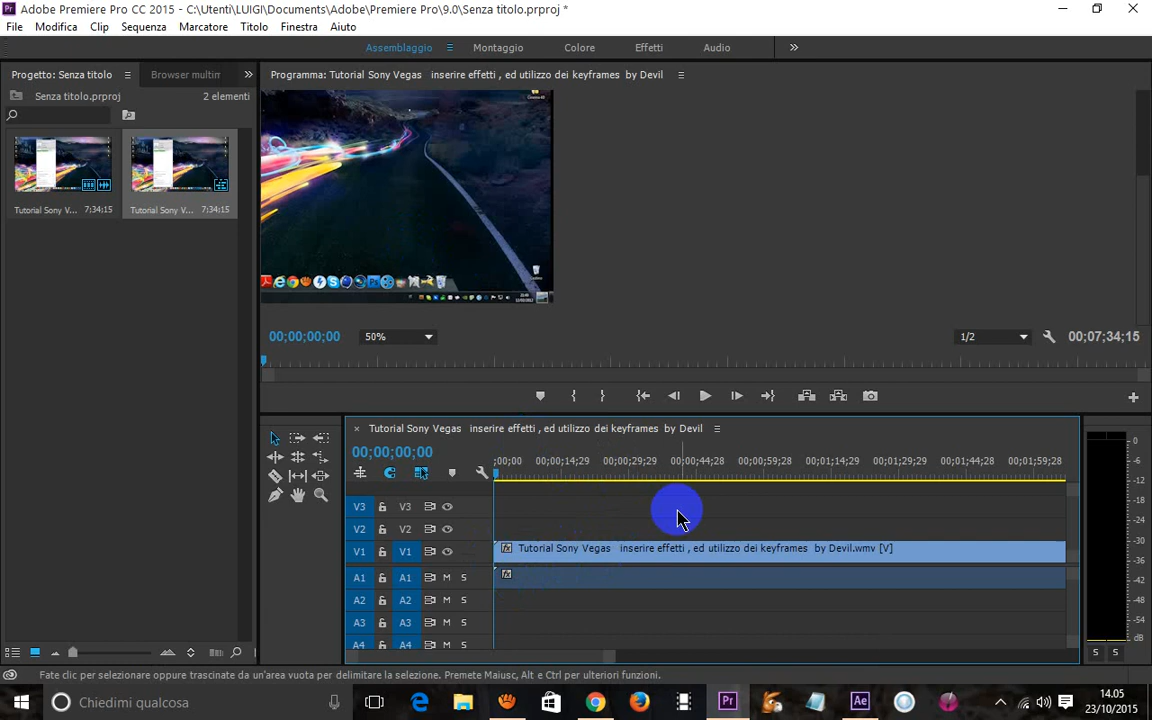 Adobe Premiere Pro CC 2015 - C:\Utenti\LUIGI\Documents\Adobe\Premiere Pro\9.0\Senza titolo.prproj *
File Modifica Clip Sequenza Marcatore Titolo Finestra Aiuto
Assemblaggio Montaggio Colore Effetti Audio
Progetto: Senza titolo Browser multim
Programma: Tutorial Sony Vegas inserire effetti , ed utilizzo dei keyframes by Devil
Senza titolo.prproj 2 elementi
Tutorial Sony V... 7:34:15 Tutorial Sony V... 7:34:15
00;00;00;00 50% 1/2 00;07;34;15
Tutorial Sony Vegas inserire effetti , ed utilizzo dei keyframes by Devil
00;00;00;00
;00;00 00;00;14;29 00;00;29;29 00;00;44;28 00;00;59;28 00;01;14;29 00;01;29;29 00;01;44;28 00;01;59;28
V3 V3
V2 V2
V1 V1 fx Tutorial Sony Vegas inserire effetti , ed utilizzo dei keyframes by Devil.wmv [V]
A1 A1 M S fx
A2 A2 M S
A3 A3 M S
A4 A4 M S
0
-6
-12
-18
-24
-30
-36
-42
-48
-54
dB
S S
Fate clic per selezionare oppure trascinate da un'area vuota per delimitare la selezione. Premete Maiusc, Alt e Ctrl per ulteriori funzioni.
Chiedimi qualcosa
Pr Ae
14.05
23/10/2015